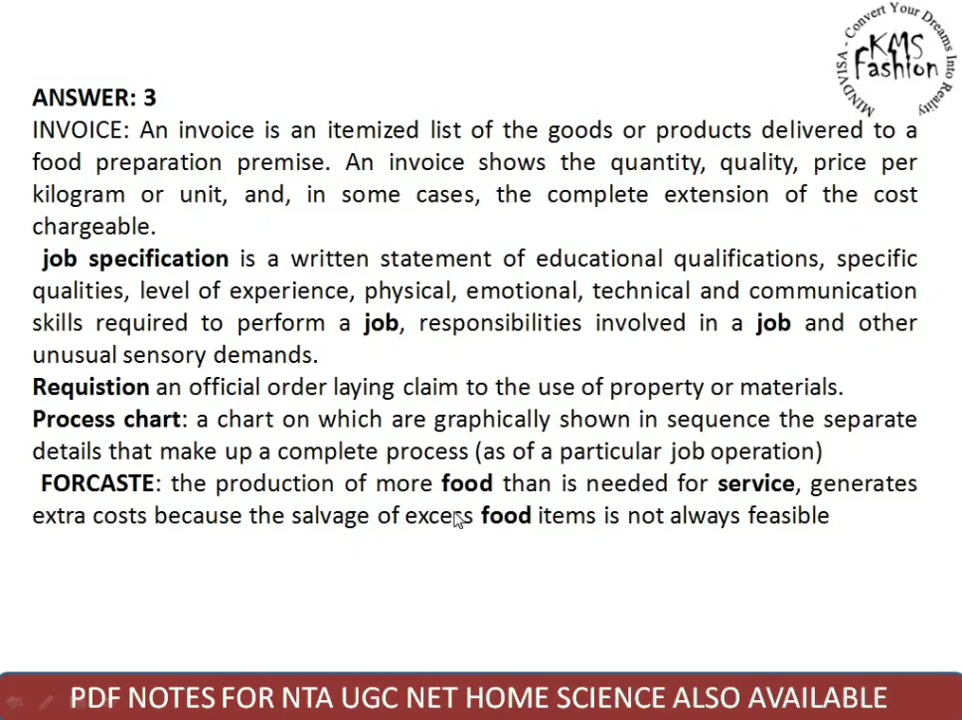 MINDVISA - Convert Your Dreams Into Reality
KMS
Fashion
ANSWER: 3
INVOICE: An invoice is an itemized list of the goods or products delivered to a
food preparation premise. An invoice shows the quantity, quality, price per
kilogram or unit, and, in some cases, the complete extension of the cost
chargeable.
job specification is a written statement of educational qualifications, specific
qualities, level of experience, physical, emotional, technical and communication
skills required to perform a job, responsibilities involved in a job and other
unusual sensory demands.
Requistion an official order laying claim to the use of property or materials.
Process chart: a chart on which are graphically shown in sequence the separate
details that make up a complete process (as of a particular job operation)
FORCASTE: the production of more food than is needed for service, generates
extra costs because the salvage of excess food items is not always feasible
PDF NOTES FOR NTA UGC NET HOME SCIENCE ALSO AVAILABLE